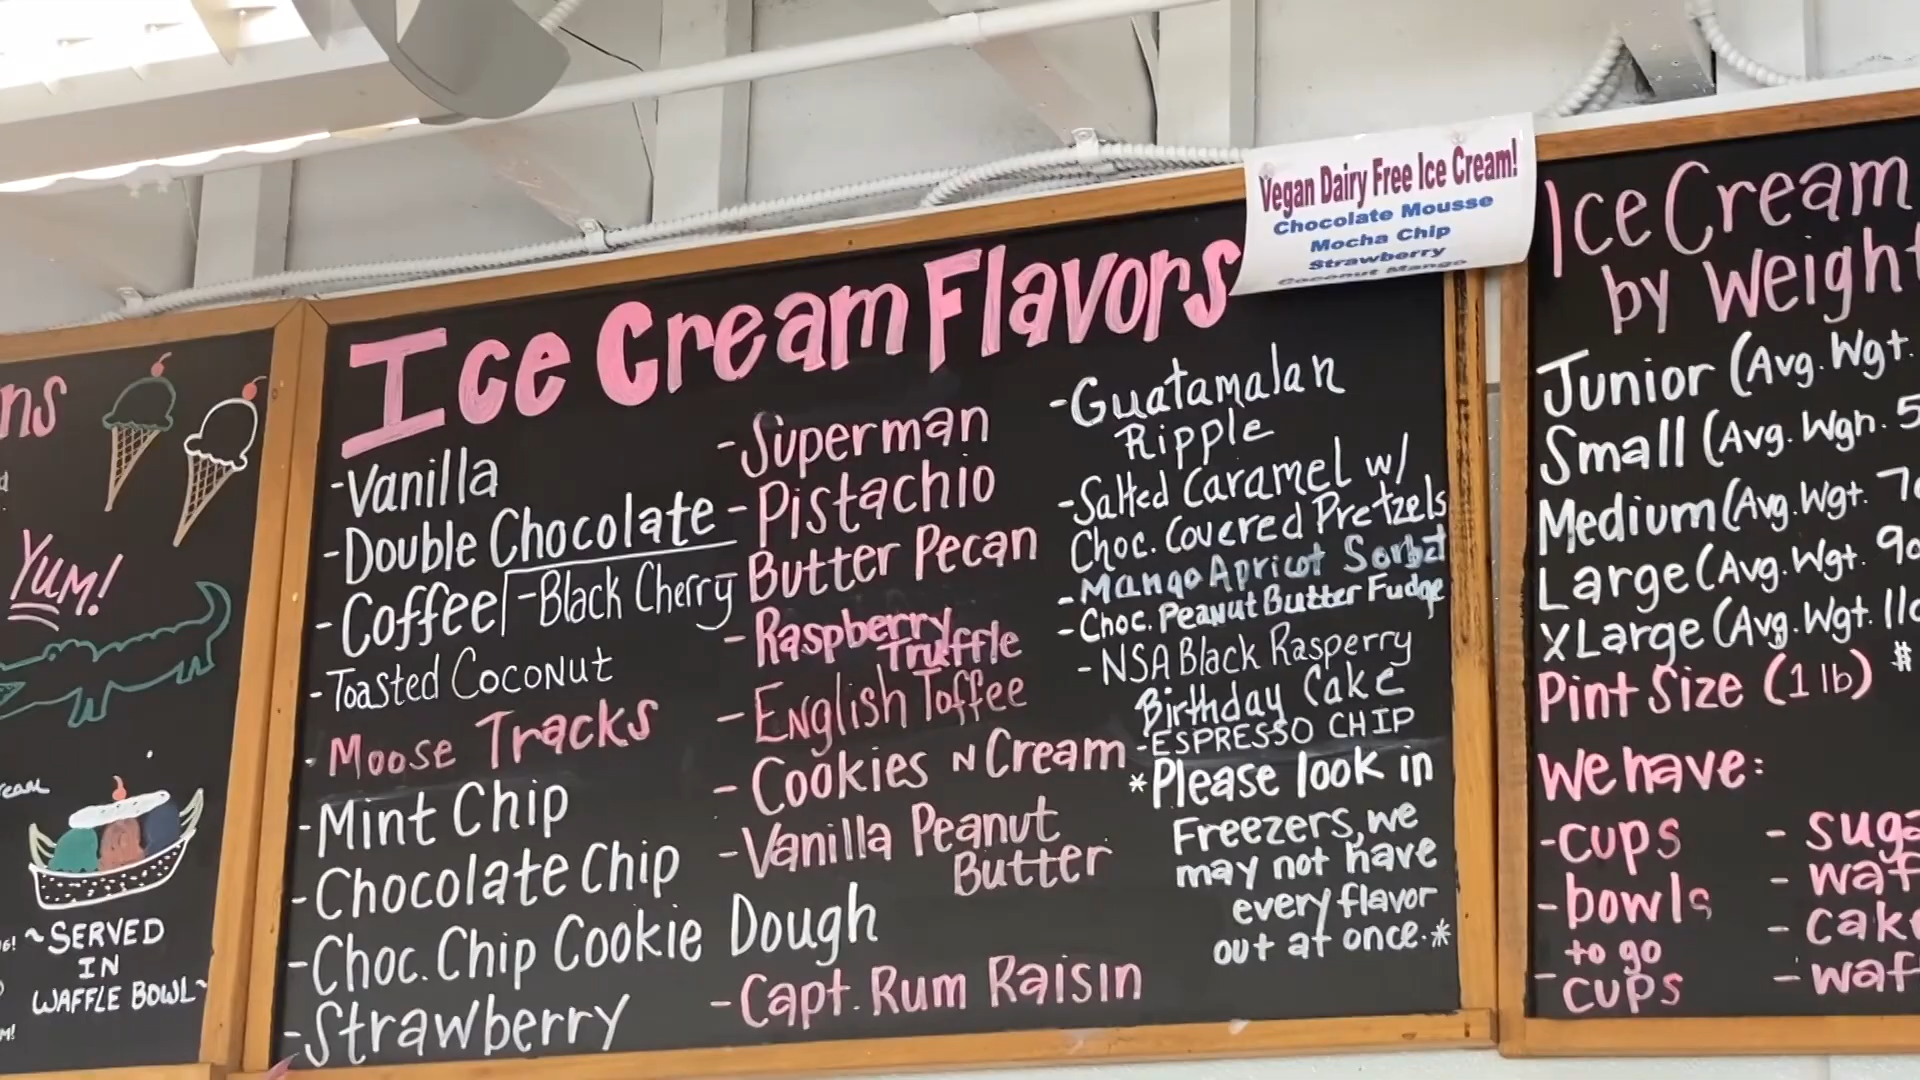 ns
YUM!
~SERVED
IN
WAFFLE BOWL~
Ice Cream Flavors
-Vanilla
-Double Chocolate
-Coffee
-Black Cherry
-Toasted Coconut
-Moose Tracks
-Mint Chip
-Chocolate Chip
-Choc. Chip Cookie Dough
-Strawberry
-Superman
-Pistachio
Butter Pecan
-Raspberry
Truffle
-English Toffee
-Cookies N Cream
-Vanilla Peanut
Butter
-Capt. Rum Raisin
-Guatamalan
Ripple
-Salted Caramel w/
Choc. Covered Pretzels
-Mango Apricot Sorbet
-Choc. Peanut Butter Fudge
-NSA Black Rasperry
Birthday Cake
-ESPRESSO CHIP
*Please look in
Freezers, we
may not have
every flavor
out at once.*
Vegan Dairy Free Ice Cream!
Chocolate Mousse
Mocha Chip
Strawberry
Coconut Mango
Ice Cream
by Weight
Junior (Avg. Wgt.
Small (Avg. Wgh. 5
Medium (Avg. Wgt. 7
Large (Avg. Wgt. 9
XLarge (Avg. Wgt. 11
Pint Size (1 lb) $
We have:
-cups
-bowls
-to go
cups
- suga
- waf
- cak
- waf